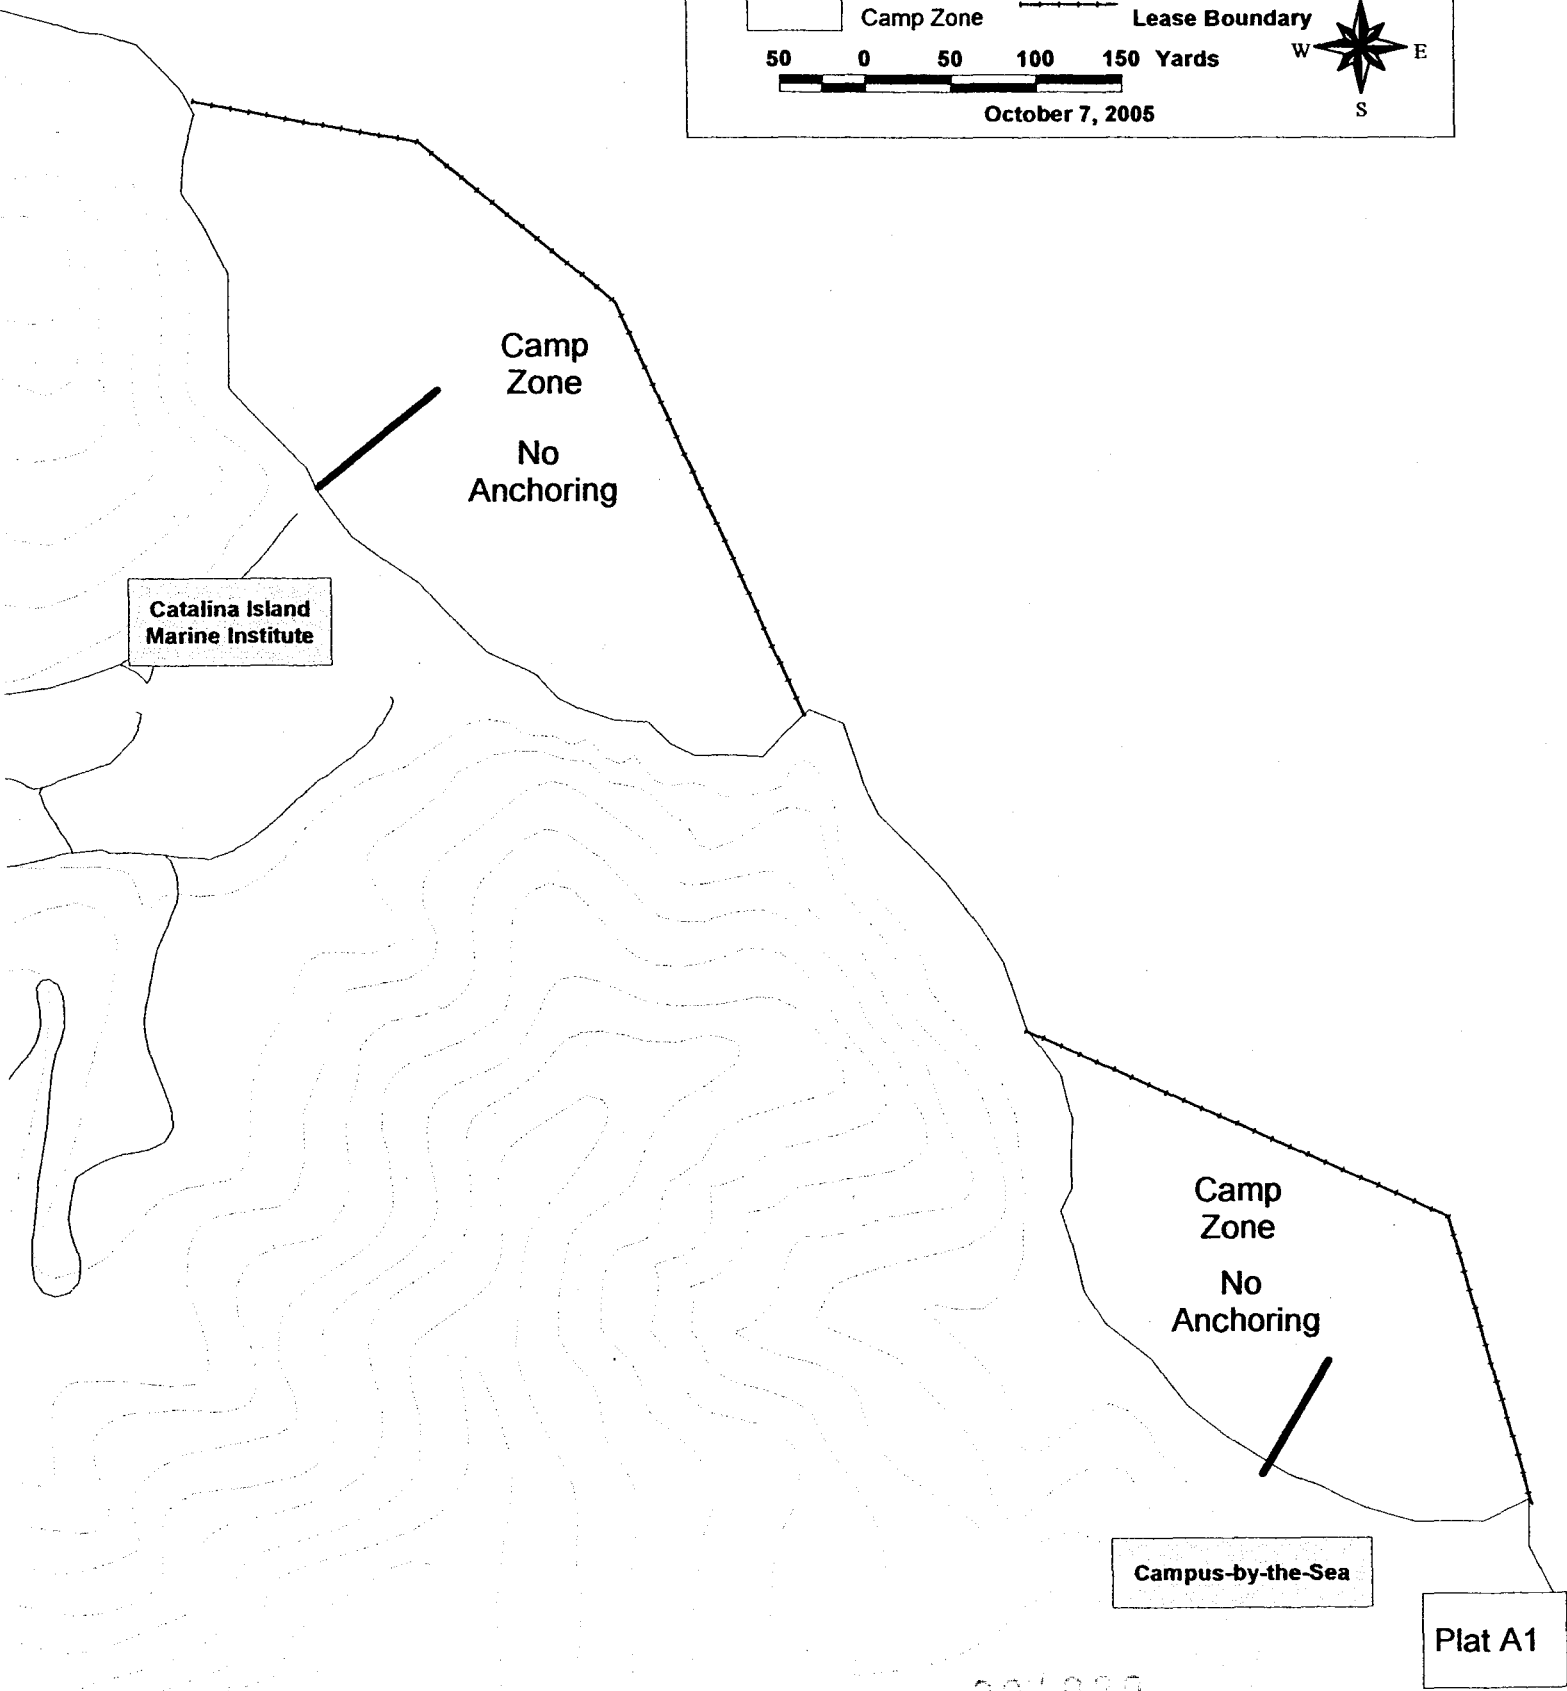 Camp Zone
Lease Boundary
50 0 50 100 150 Yards
W E
S
October 7, 2005
Camp
Zone
No
Anchoring
Catalina Island
Marine Institute
Camp
Zone
No
Anchoring
Campus-by-the-Sea
Plat A1